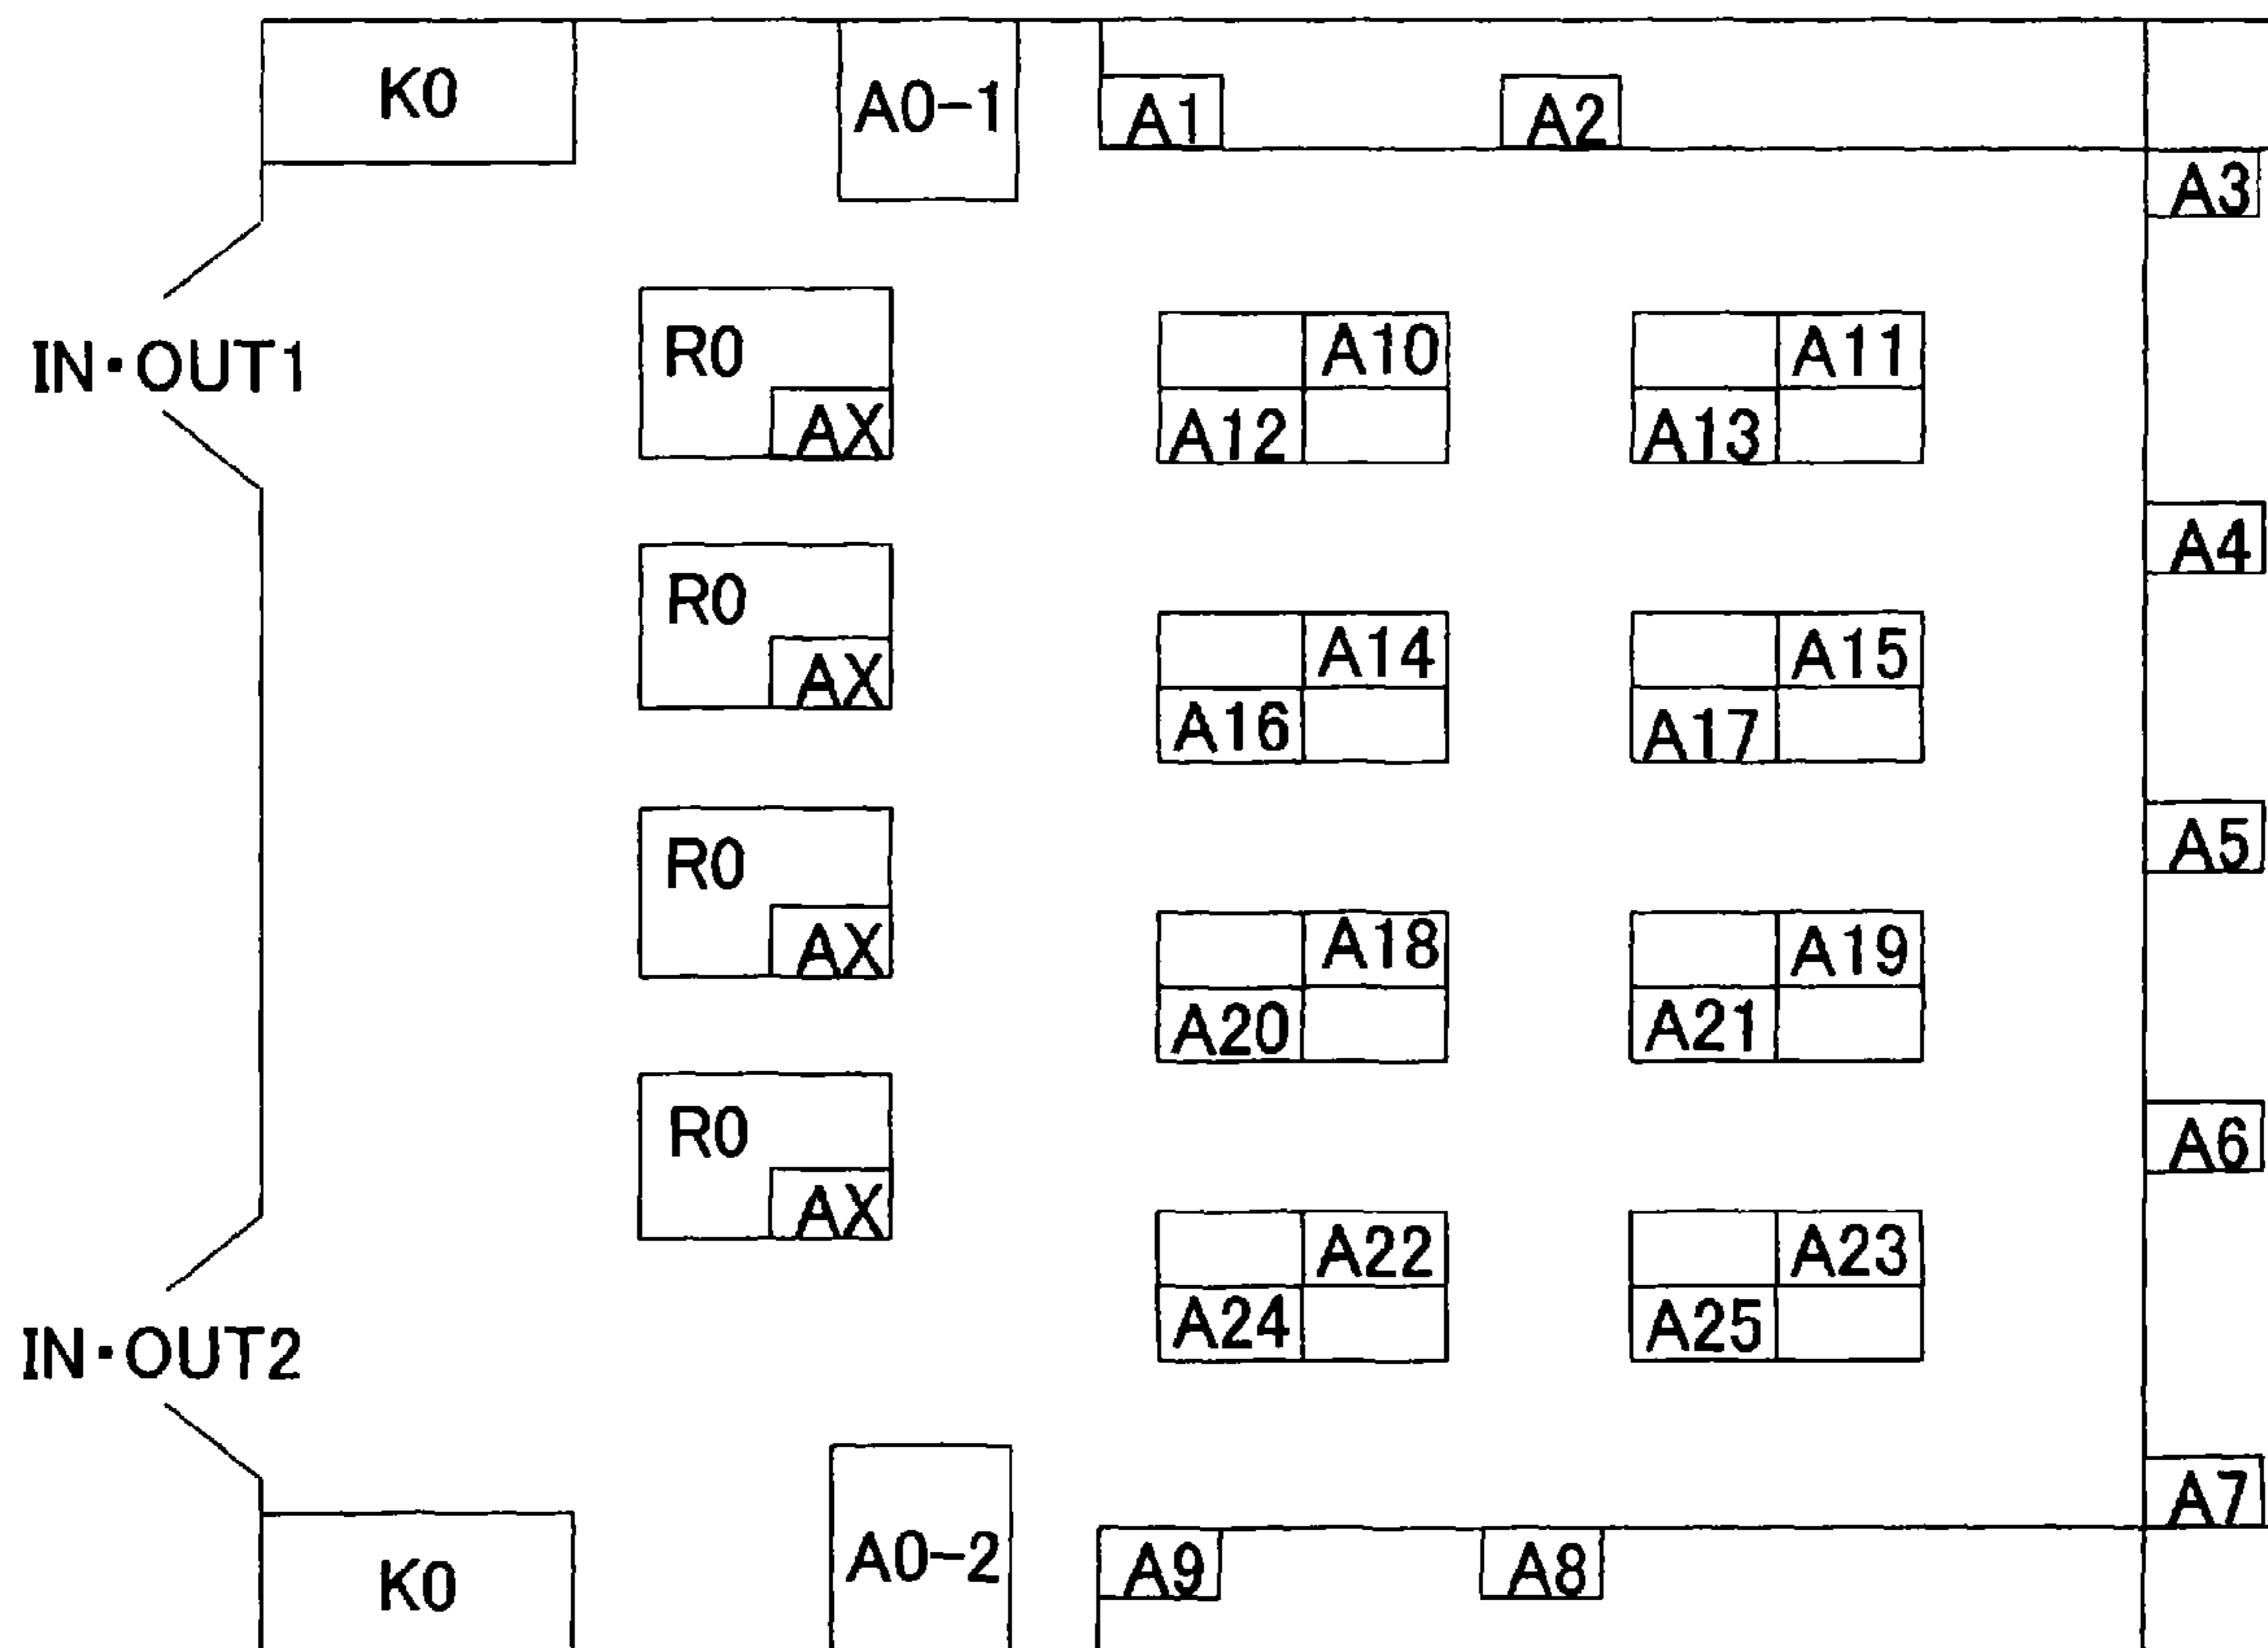 K0
A0-1
A1
A2
A3
IN・OUT1
R0
AX
A10
A12
A11
A13
A4
R0
AX
A14
A16
A15
A17
A5
R0
AX
A18
A20
A19
A21
A6
R0
AX
A22
A24
A23
A25
IN・OUT2
A7
K0
A0-2
A9
A8